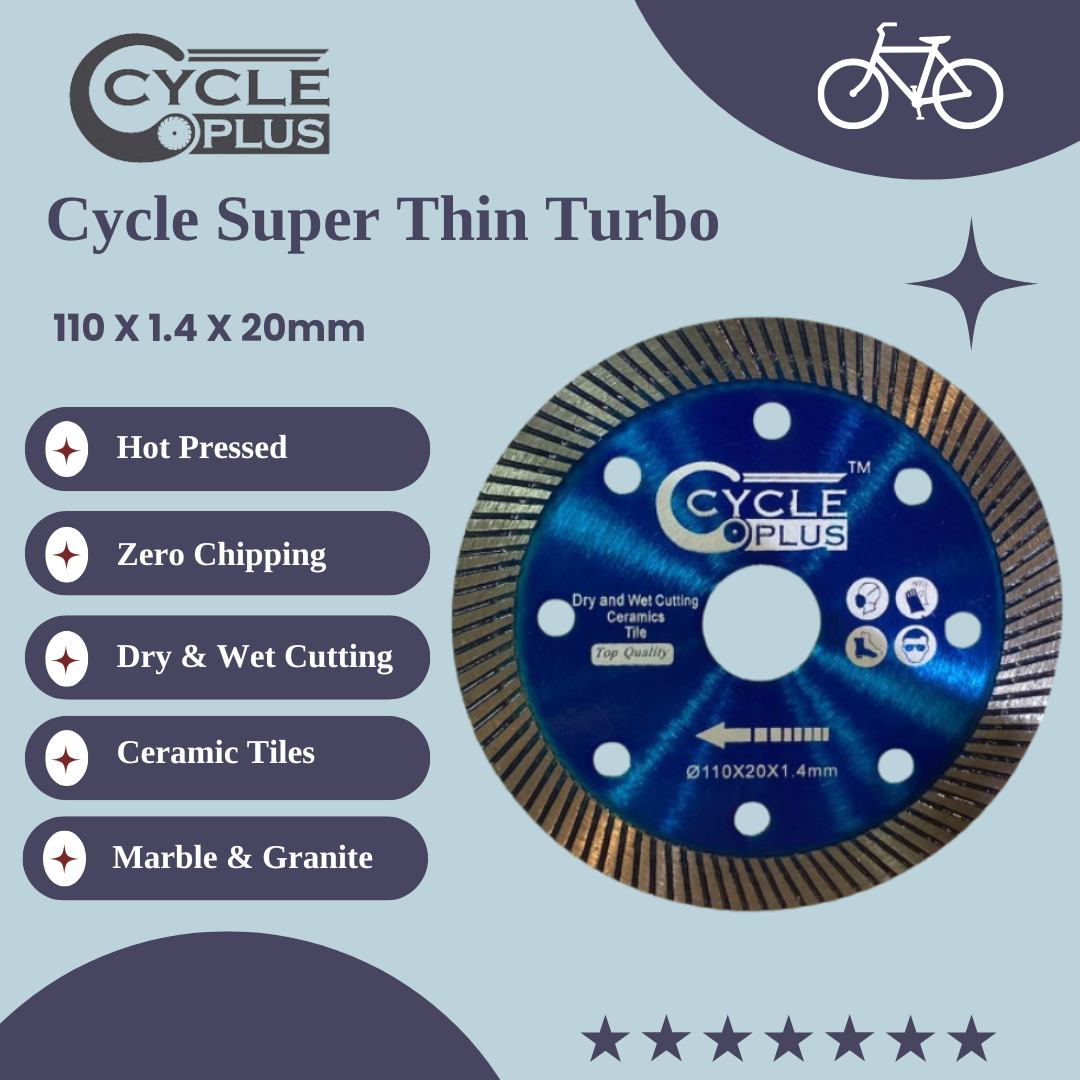 CYCLE
PLUS
Cycle Super Thin Turbo
110 X 1.4 X 20mm
Hot Pressed
Zero Chipping
Dry & Wet Cutting
Ceramic Tiles
Marble & Granite
CYCLE TM
PLUS
Dry and Wet Cutting
Ceramics
Tile
Top Quality
Ø110X20X1.4mm